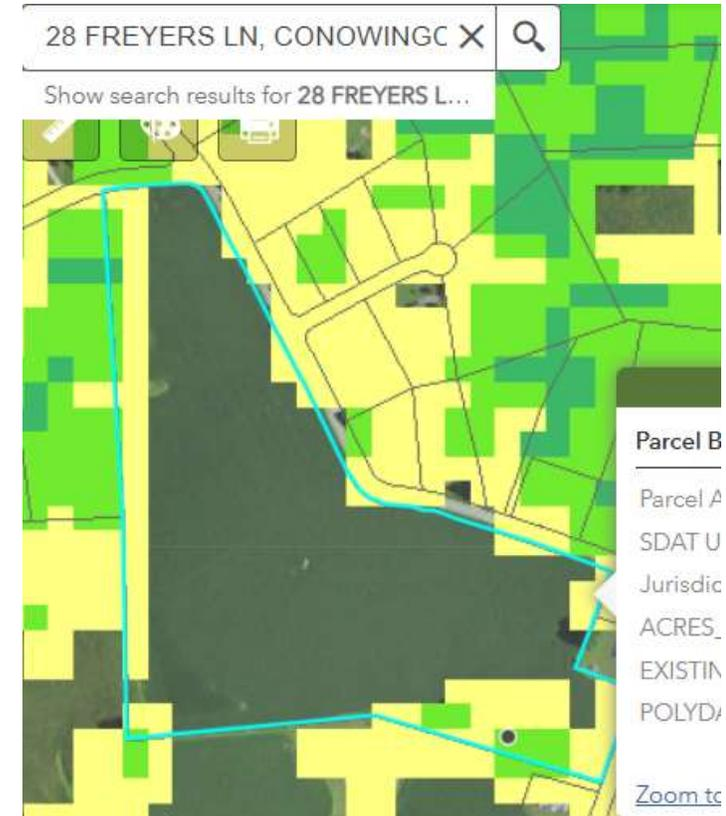 28 FREYERS LN, CONOWINGC
Show search results for 28 FREYERS L...
Parcel B
Parcel A
SDAT U
Jurisdic
ACRES_
EXISTIN
POLYDA
Zoom to